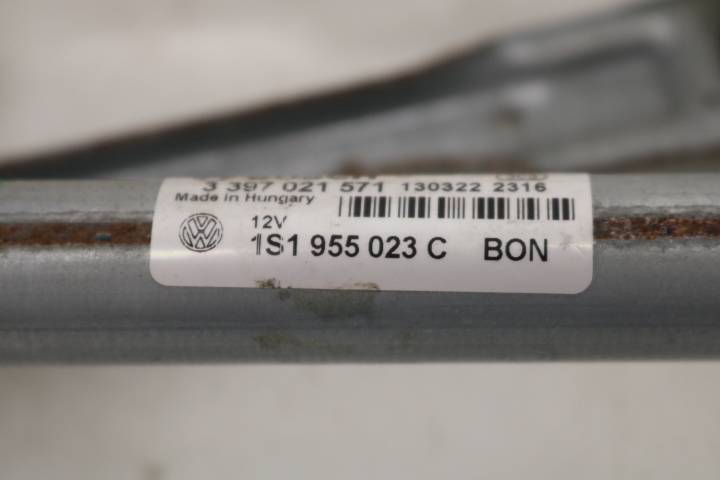 3 397 021 571 130322 2316
Made in Hungary
12V
1S1 955 023 C BON